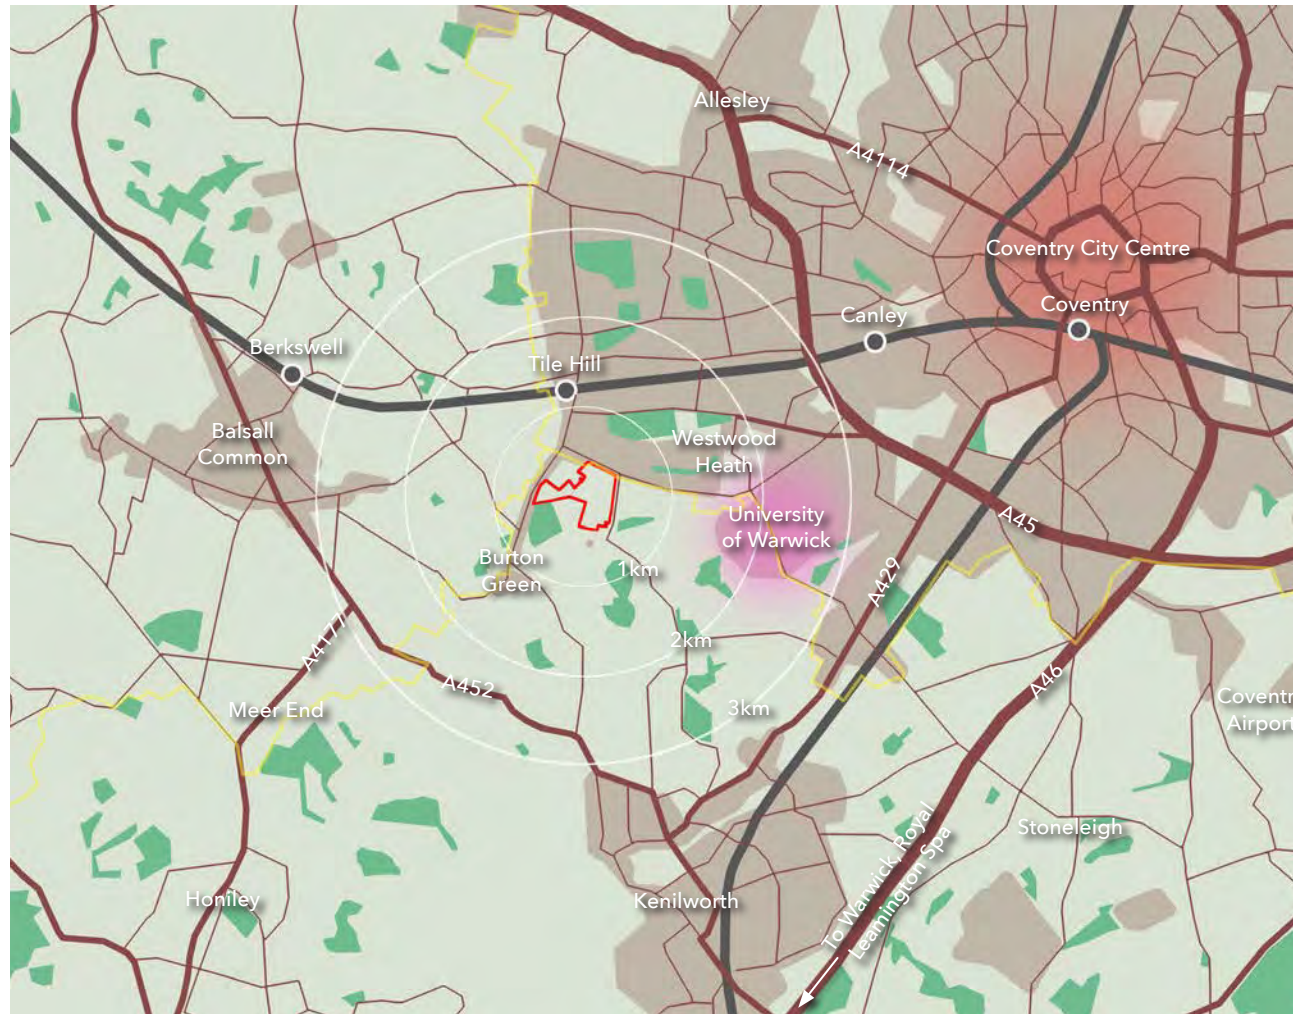 Allesley
A4114
Coventry City Centre
Coventry
Canley
Berkswell
Tile Hill
Balsall
Common
Westwood
Heath
University
of Warwick
A45
Burton
Green
1km
A429
A4177
2km
A452
A46
Meer End
3km
Coventr
Airport
Stoneleigh
To Warwick, Royal
Leamington Spa
Honiley
Kenilworth